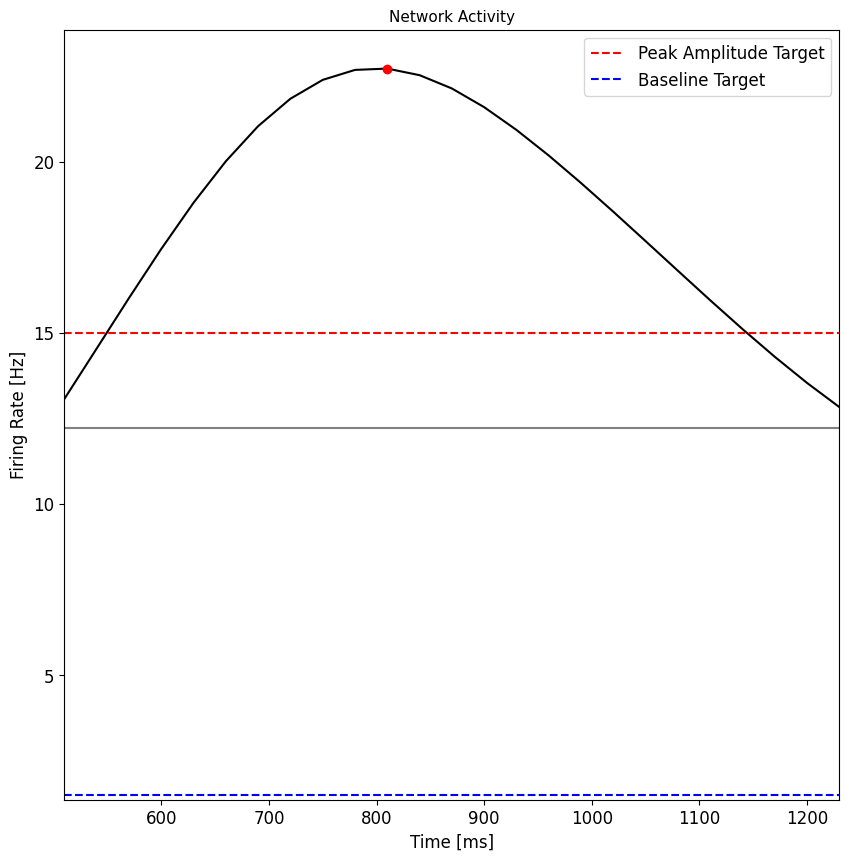 Network Activity
Peak Amplitude Target
Baseline Target
Firing Rate [Hz]
20
15
10
5
600 700 800 900 1000 1100 1200
Time [ms]